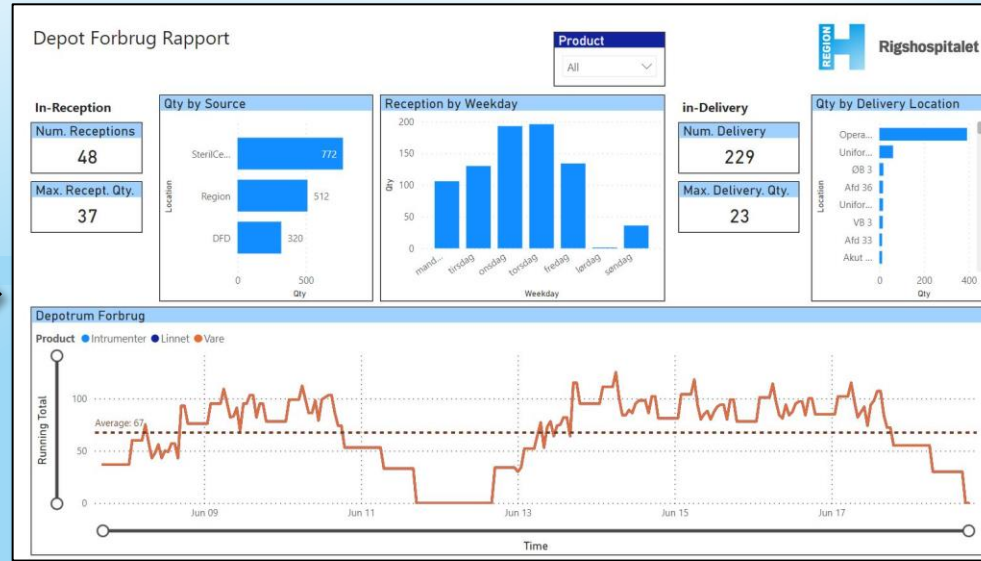 Depot Forbrug Rapport
Product
All
REGION
H
Rigshospitalet
In-Reception
Num. Receptions
48
Max. Recept. Qty.
37
Qty by Source
Location
SterilCe...
772
Region
512
DFD
320
0 500
Qty
Reception by Weekday
Qty
200
150
100
50
0
mand... tirsdag onsdag torsdag fredag lørdag søndag
Weekday
in-Delivery
Num. Delivery
229
Max. Delivery. Qty.
23
Qty by Delivery Location
Location
Opera...
Unifor...
ØB 3
Afd 36
Unifor...
VB 3
Afd 33
Akut ...
0 200 400
Qty
Depotrum Forbrug
Product Intrumenter Linnet Vare
Running Total
100
Average: 67
50
0
Jun 09 Jun 11 Jun 13 Jun 15 Jun 17
Time